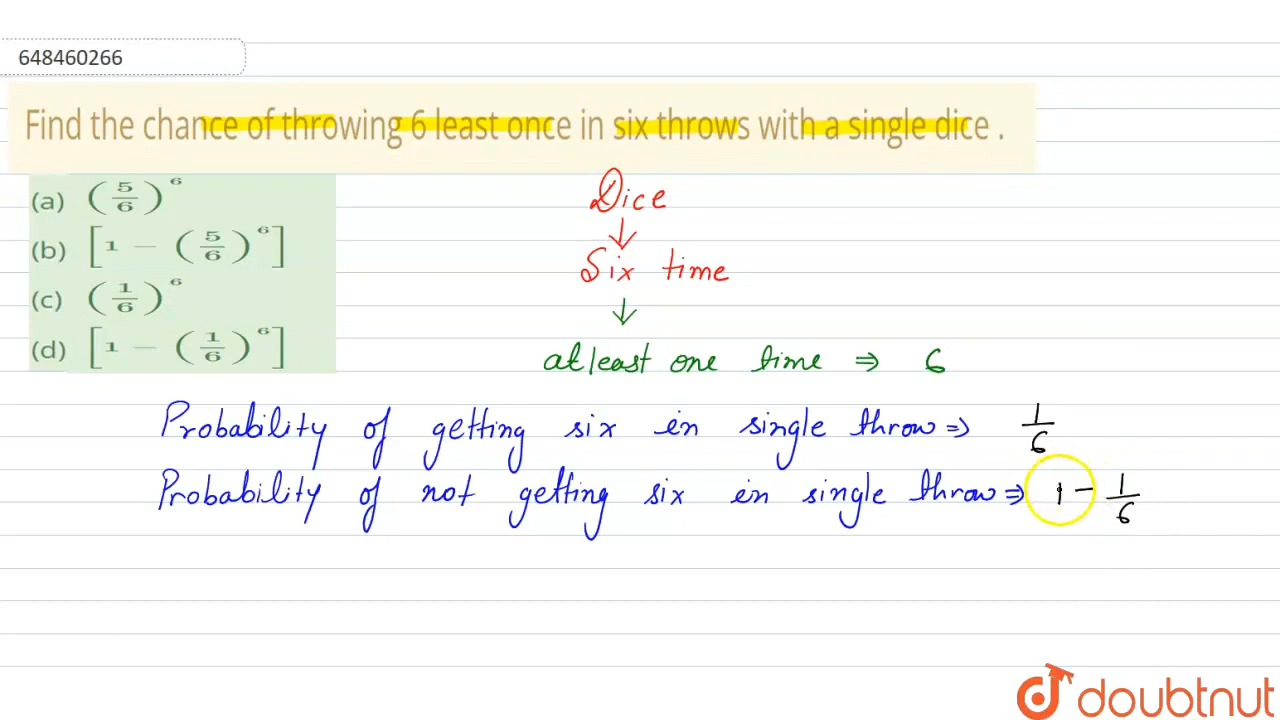 648460266
Find the chance of throwing 6 least once in six throws with a single dice .
(a) (5/6)^6
(b) [1 − (5/6)^6]
(c) (1/6)^6
(d) [1 − (1/6)^6]
Dice
↓
Six time
↓
atleast one time ⇒ 6
Probability of getting six in single throw ⇒ 1/6
Probability of not getting six in single throw ⇒ 1 − 1/6
doubtnut